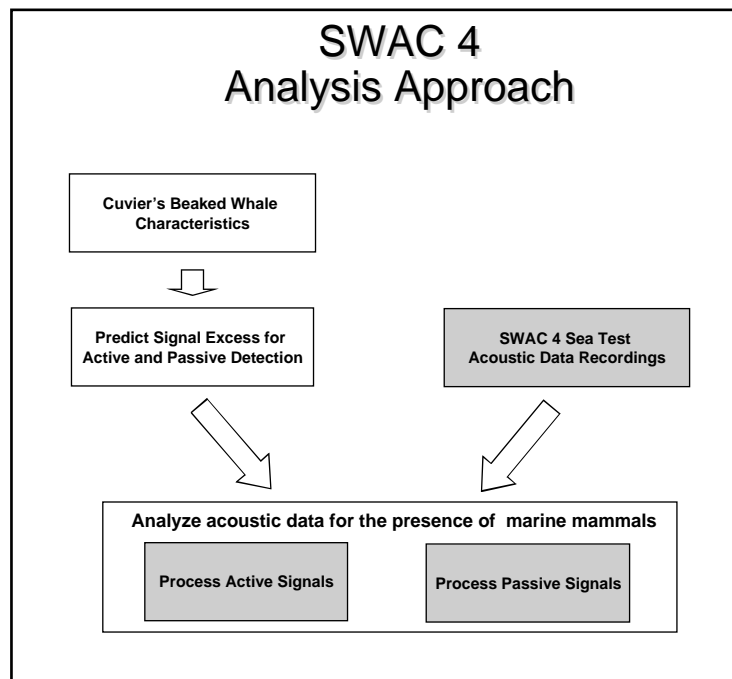 SWAC 4
Analysis Approach
Cuvier's Beaked Whale
Characteristics
Predict Signal Excess for
Active and Passive Detection
SWAC 4 Sea Test
Acoustic Data Recordings
Analyze acoustic data for the presence of marine mammals
Process Active Signals
Process Passive Signals